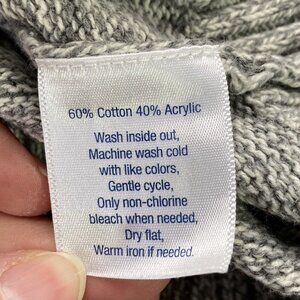 60% Cotton 40% Acrylic
Wash inside out,
Machine wash cold
with like colors,
Gentle cycle,
Only non-chlorine
bleach when needed,
Dry flat,
Warm iron if needed.